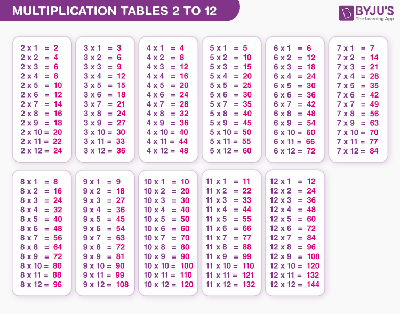 MULTIPLICATION TABLES 2 TO 12
BYJU'S
The Learning App
2 x 1 = 2
2 x 2 = 4
2 x 3 = 6
2 x 4 = 8
2 x 5 = 10
2 x 6 = 12
2 x 7 = 14
2 x 8 = 16
2 x 9 = 18
2 x 10 = 20
2 x 11 = 22
2 x 12 = 24
3 x 1 = 3
3 x 2 = 6
3 x 3 = 9
3 x 4 = 12
3 x 5 = 15
3 x 6 = 18
3 x 7 = 21
3 x 8 = 24
3 x 9 = 27
3 x 10 = 30
3 x 11 = 33
3 x 12 = 36
4 x 1 = 4
4 x 2 = 8
4 x 3 = 12
4 x 4 = 16
4 x 5 = 20
4 x 6 = 24
4 x 7 = 28
4 x 8 = 32
4 x 9 = 36
4 x 10 = 40
4 x 11 = 44
4 x 12 = 48
5 x 1 = 5
5 x 2 = 10
5 x 3 = 15
5 x 4 = 20
5 x 5 = 25
5 x 6 = 30
5 x 7 = 35
5 x 8 = 40
5 x 9 = 45
5 x 10 = 50
5 x 11 = 55
5 x 12 = 60
6 x 1 = 6
6 x 2 = 12
6 x 3 = 18
6 x 4 = 24
6 x 5 = 30
6 x 6 = 36
6 x 7 = 42
6 x 8 = 48
6 x 9 = 54
6 x 10 = 60
6 x 11 = 66
6 x 12 = 72
7 x 1 = 7
7 x 2 = 14
7 x 3 = 21
7 x 4 = 28
7 x 5 = 35
7 x 6 = 42
7 x 7 = 49
7 x 8 = 56
7 x 9 = 63
7 x 10 = 70
7 x 11 = 77
7 x 12 = 84
8 x 1 = 8
8 x 2 = 16
8 x 3 = 24
8 x 4 = 32
8 x 5 = 40
8 x 6 = 48
8 x 7 = 56
8 x 8 = 64
8 x 9 = 72
8 x 10 = 80
8 x 11 = 88
8 x 12 = 96
9 x 1 = 9
9 x 2 = 18
9 x 3 = 27
9 x 4 = 36
9 x 5 = 45
9 x 6 = 54
9 x 7 = 63
9 x 8 = 72
9 x 9 = 81
9 x 10 = 90
9 x 11 = 99
9 x 12 = 108
10 x 1 = 10
10 x 2 = 20
10 x 3 = 30
10 x 4 = 40
10 x 5 = 50
10 x 6 = 60
10 x 7 = 70
10 x 8 = 80
10 x 9 = 90
10 x 10 = 100
10 x 11 = 110
10 x 12 = 120
11 x 1 = 11
11 x 2 = 22
11 x 3 = 33
11 x 4 = 44
11 x 5 = 55
11 x 6 = 66
11 x 7 = 77
11 x 8 = 88
11 x 9 = 99
11 x 10 = 110
11 x 11 = 121
11 x 12 = 132
12 x 1 = 12
12 x 2 = 24
12 x 3 = 36
12 x 4 = 48
12 x 5 = 60
12 x 6 = 72
12 x 7 = 84
12 x 8 = 96
12 x 9 = 108
12 x 10 = 120
12 x 11 = 132
12 x 12 = 144